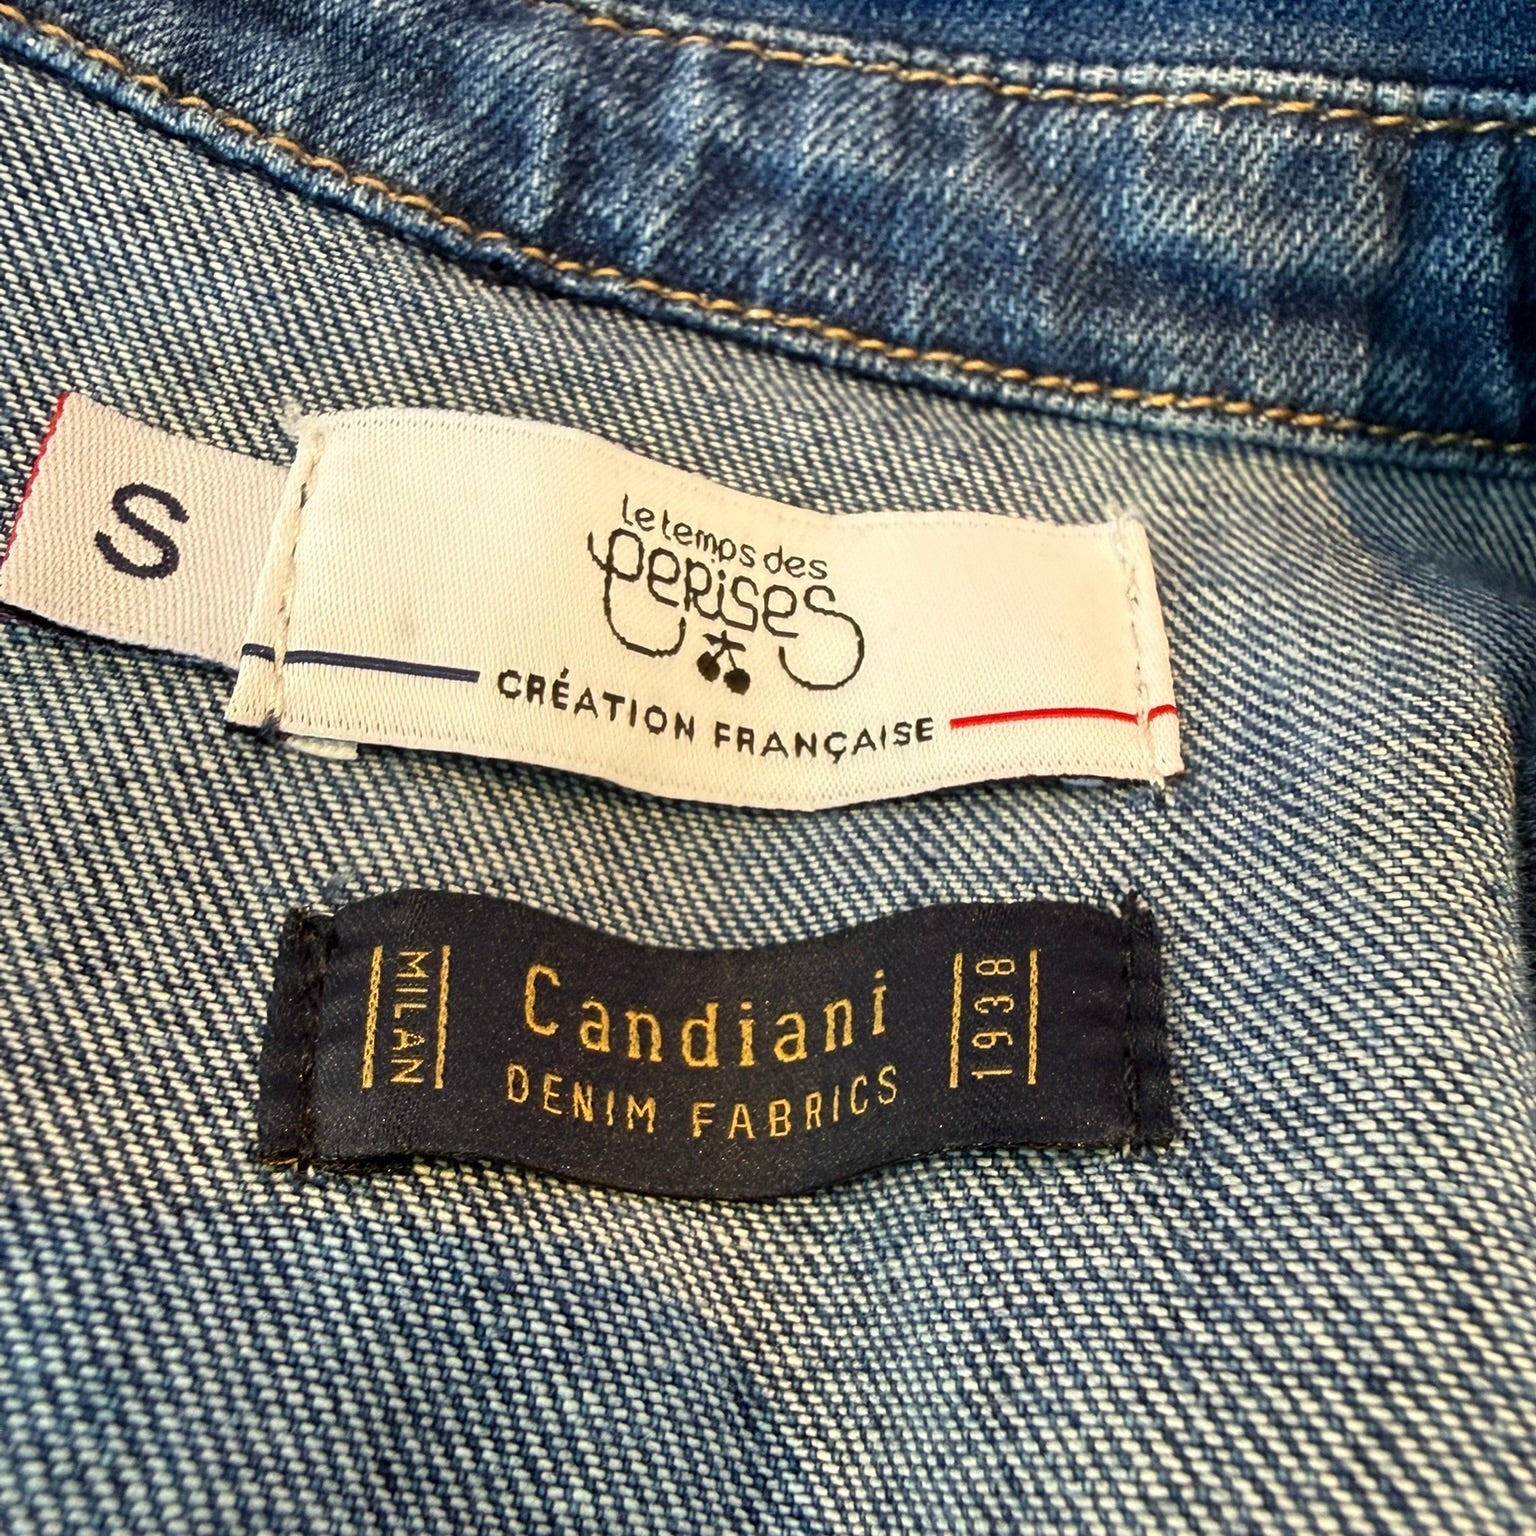 S
Le temps des
cerises
CRÉATION FRANÇAISE
MILAN
Candiani
DENIM FABRICS
1938